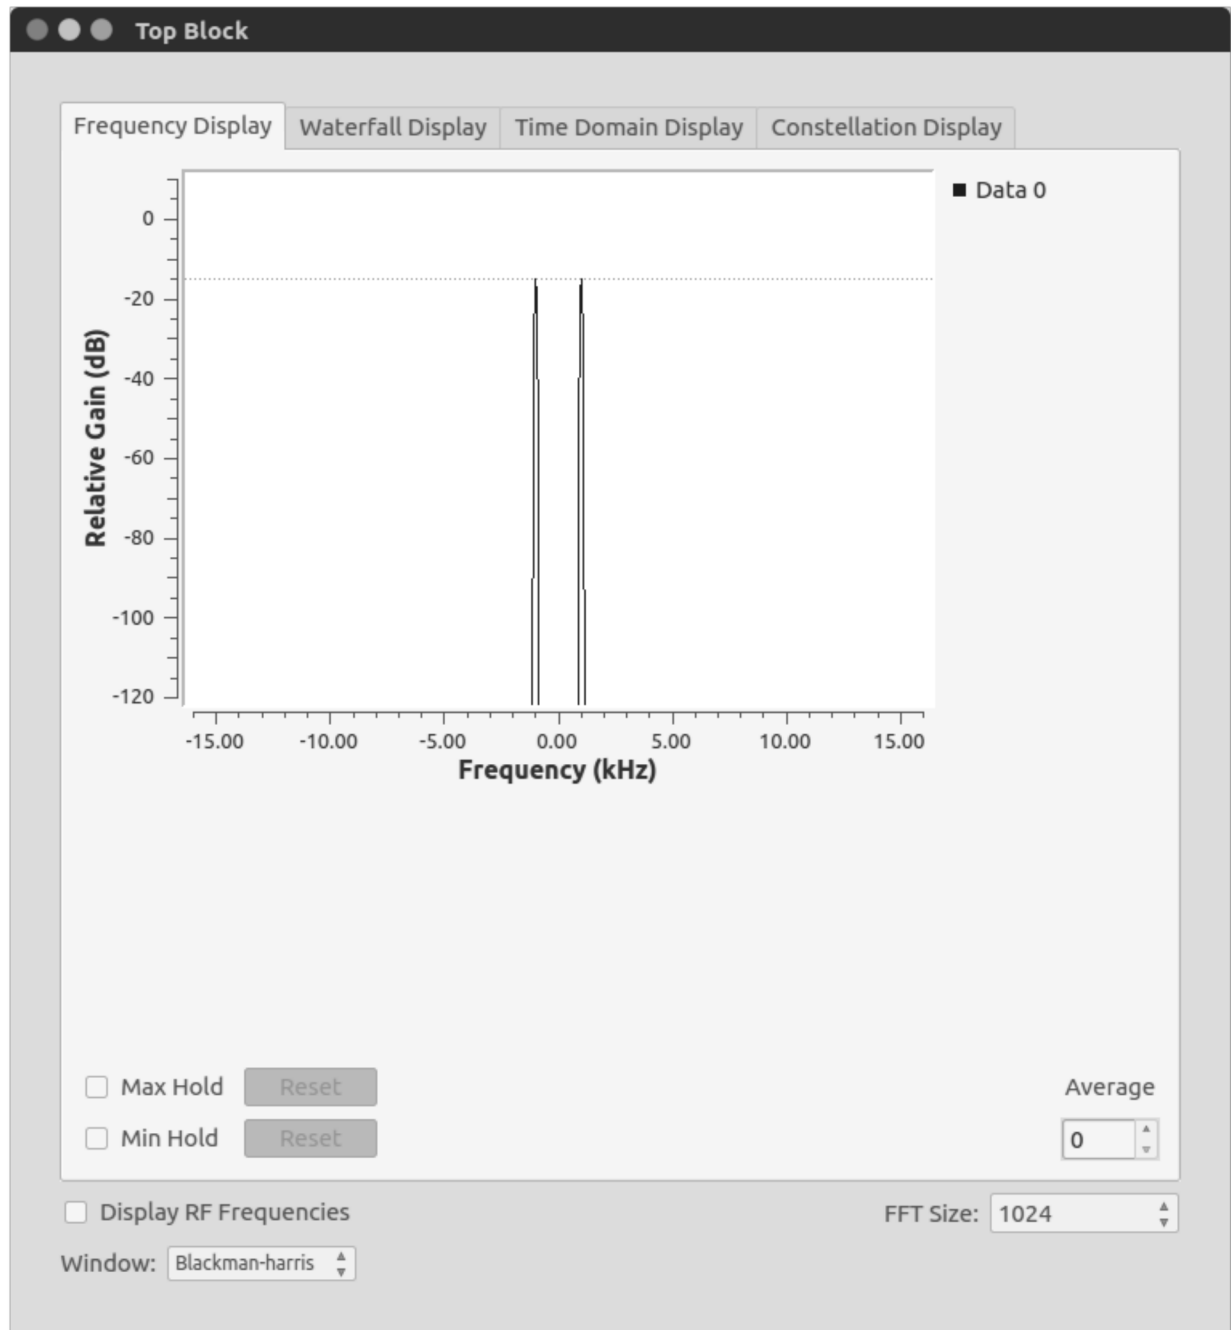 Top Block
Frequency Display Waterfall Display Time Domain Display Constellation Display
Data 0
Relative Gain (dB)
0
-20
-40
-60
-80
-100
-120
-15.00 -10.00 -5.00 0.00 5.00 10.00 15.00
Frequency (kHz)
Max Hold Reset Average
Min Hold Reset 0
Display RF Frequencies FFT Size: 1024
Window: Blackman-harris